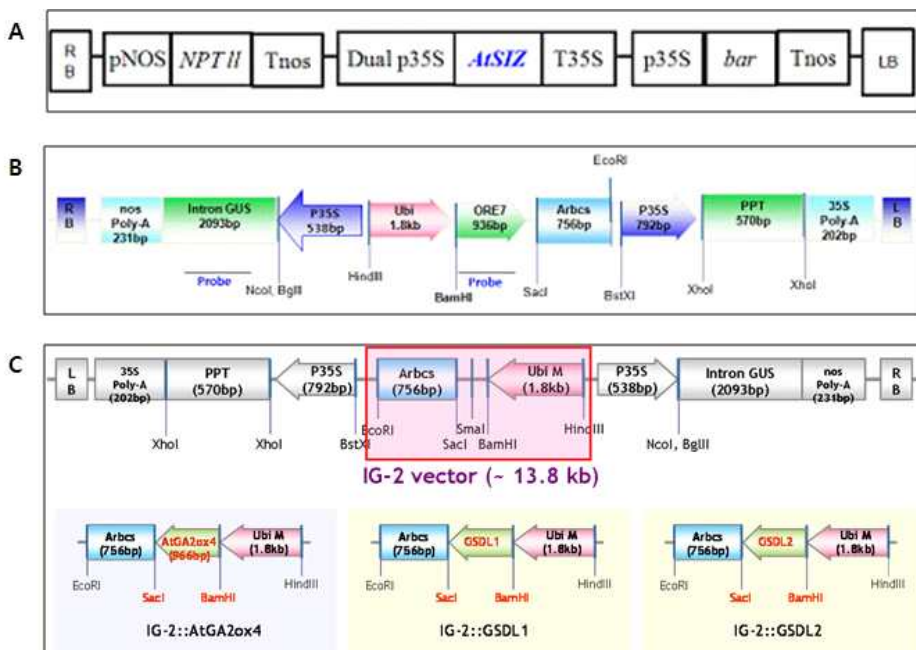 A
R B pNOS NPT II Tnos Dual p35S AtSIZ T35S p35S bar Tnos LB
B
EcoRI
R B nos Poly-A 231bp Intron GUS 2093bp P35S 538bp Ubi 1.8kb ORE7 936bp Arbcs 756bp P35S 792bp PPT 570bp 35S Poly-A 202bp L B
Probe NcoI, BglII HindIII BamHI Probe SacI BstXI XhoI XhoI
C
L B 35S Poly-A (202bp) PPT (570bp) P35S (792bp) Arbcs (756bp) Ubi M (1.8kb) P35S (538bp) Intron GUS (2093bp) nos Poly-A (231bp) R B
XhoI XhoI BstXI EcoRI SacI SmaI BamHI HindIII NcoI, BglII
IG-2 vector (~ 13.8 kb)
Arbcs (756bp) AtGA2ox4 (966bp) Ubi M (1.8kb)
EcoRI SacI BamHI HindIII
IG-2::AtGA2ox4
Arbcs (756bp) GSDL1 Ubi M (1.8kb)
EcoRI SacI BamHI HindIII
IG-2::GSDL1
Arbcs (756bp) GSDL2 Ubi M (1.8kb)
EcoRI SacI BamHI HindIII
IG-2::GSDL2